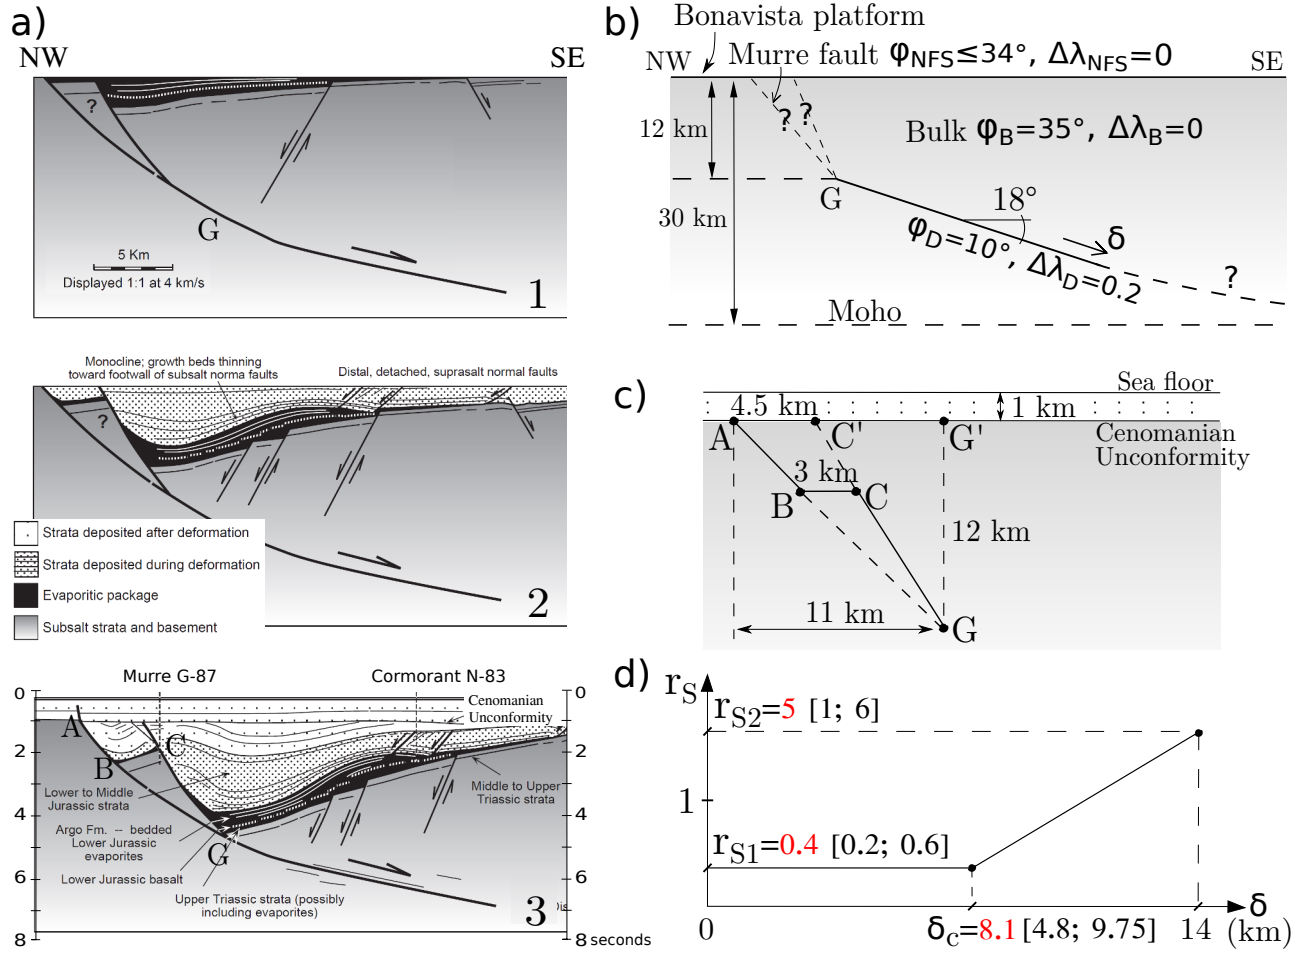 a)
NW
SE
?
G
5 Km
Displayed 1:1 at 4 km/s
1
Monocline; growth beds thinning
toward footwall of subsalt norma faults
Distal, detached, suprasalt normal faults
?
Strata deposited after deformation
Strata deposited during deformation
Evaporitic package
Subsalt strata and basement
2
Murre G-87
Cormorant N-83
0
0
Cenomanian
Unconformity
A
C
B
2
2
Lower to Middle
Jurassic strata
Middle to Upper
Triassic strata
4
4
Argo Fm. -- bedded
Lower Jurassic
evaporites
G
Lower Jurassic basalt
6
6
Upper Triassic strata (possibly
including evaporites)
3
8
8 seconds
b)
Bonavista platform
NW
Murre fault φNFS≤34°, ΔλNFS=0
SE
12 km
? ?
Bulk φB=35°, ΔλB=0
G
18°
30 km
φD=10°, ΔλD=0.2
δ
?
Moho
c)
Sea floor
4.5 km
1 km
A
C'
G'
Cenomanian
Unconformity
3 km
B
C
12 km
11 km
G
d)
rS
rS2=5 [1; 6]
1
rS1=0.4 [0.2; 0.6]
0
δc=8.1 [4.8; 9.75]
14
δ
(km)